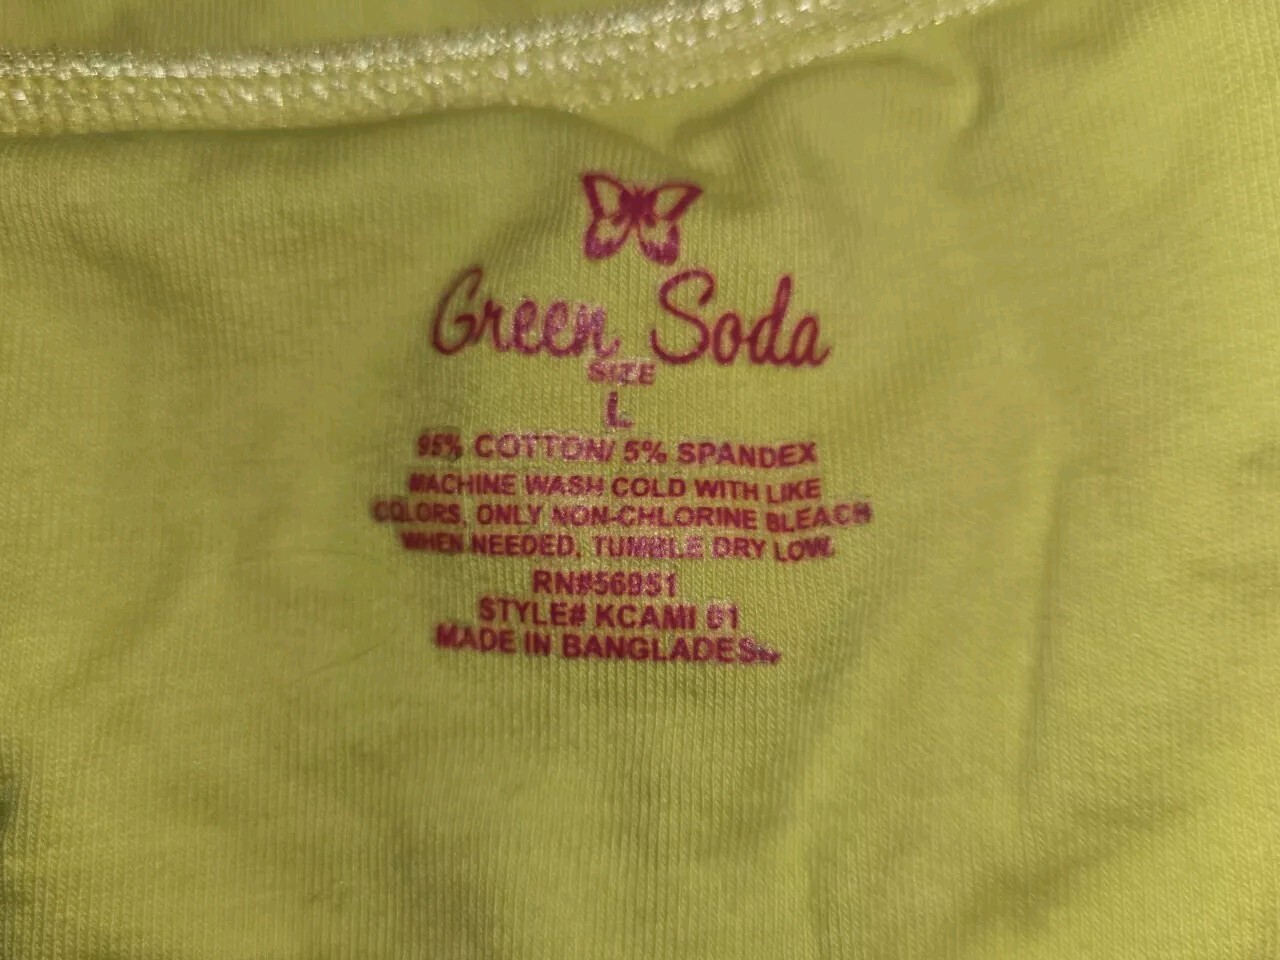 Green Soda
SIZE
L
95% COTTON/ 5% SPANDEX
MACHINE WASH COLD WITH LIKE
COLORS, ONLY NON-CHLORINE BLEACH
WHEN NEEDED. TUMBLE DRY LOW.
RN#56951
STYLE# KCAMI 01
MADE IN BANGLADESH